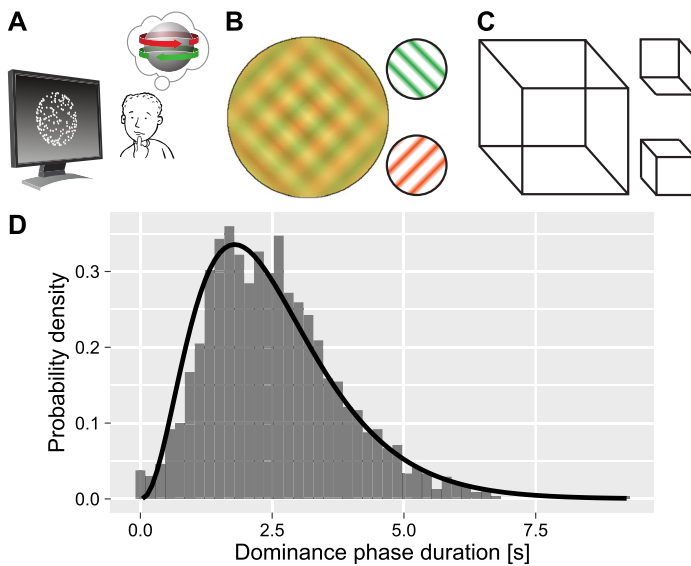 A
B
C
D
Probability density
0.3
0.2
0.1
0.0
0.0 2.5 5.0 7.5
Dominance phase duration [s]